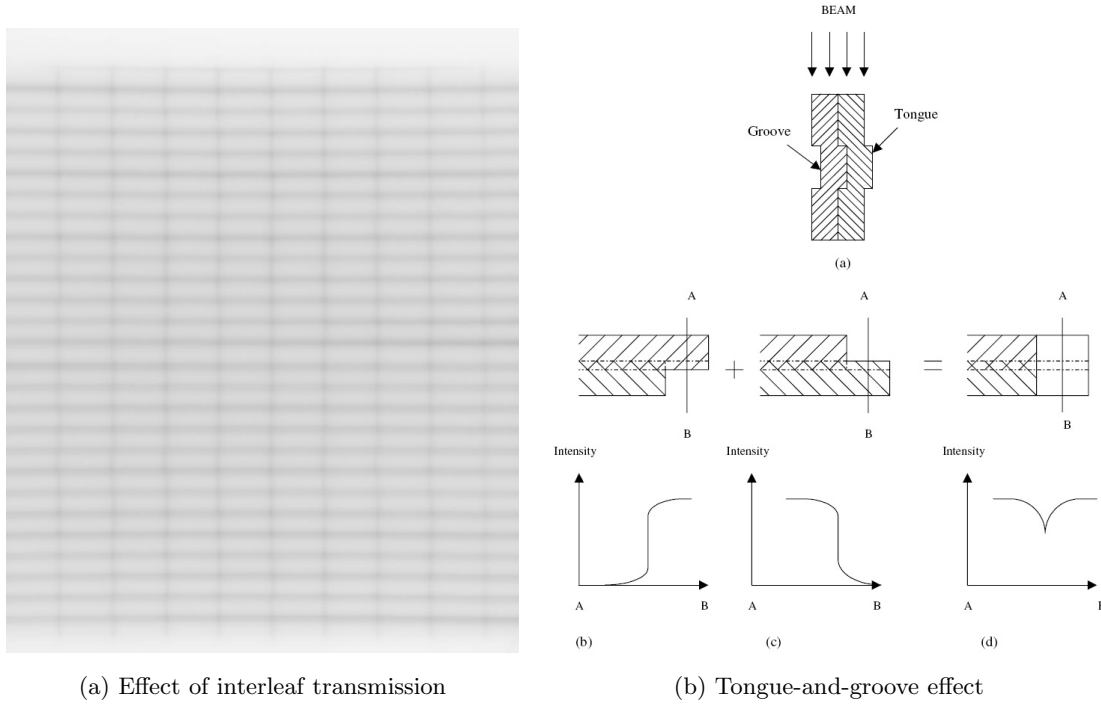 BEAM
Tongue
Groove
(a)
A
A
A
B
B
B
Intensity
Intensity
Intensity
A
B
A
B
A
(b)
(c)
(d)
(a) Effect of interleaf transmission
(b) Tongue-and-groove effect